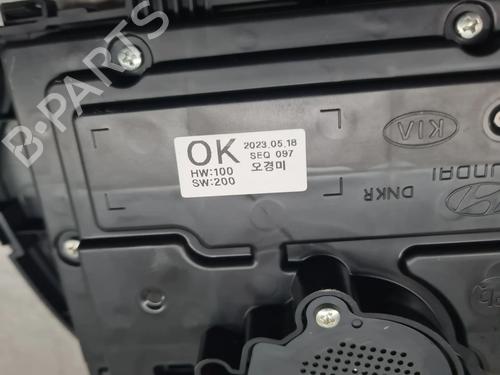 B-Parts
OK 2023.05.18
SEQ 097
HW:100 오경미
SW:200
KIA
HYUNDAI
DNKR